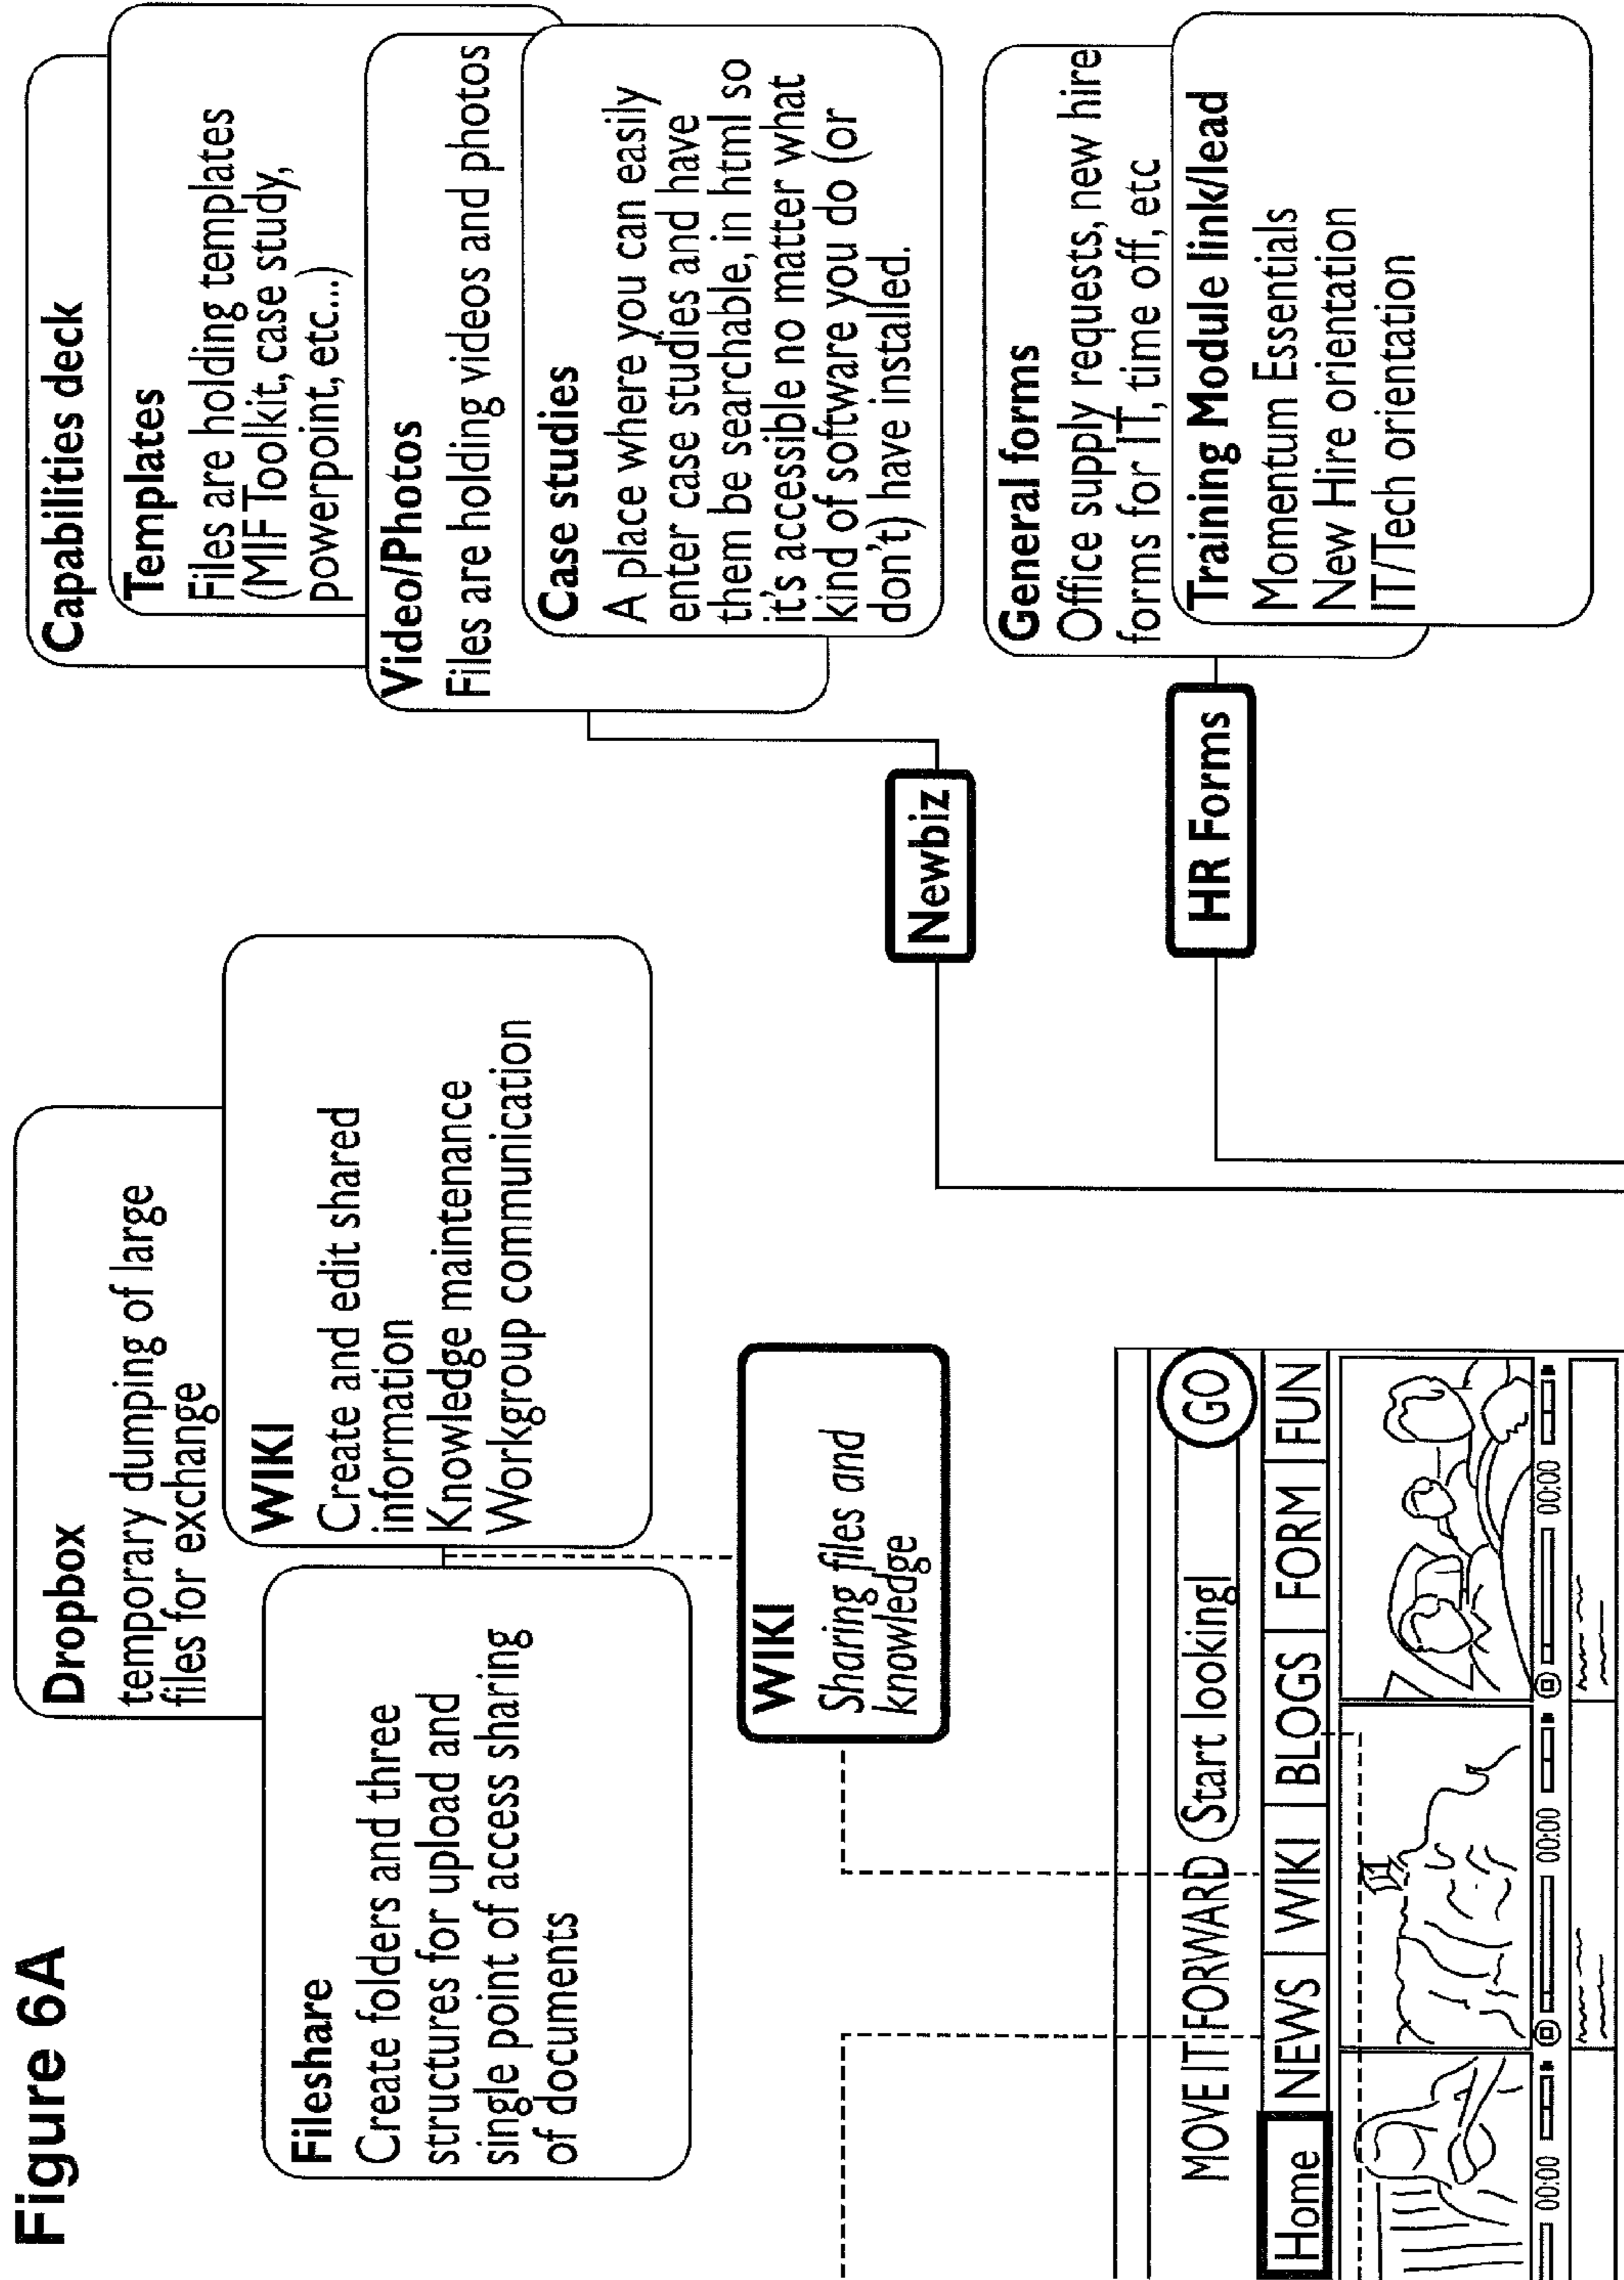 Figure 6A
Dropbox
temporary dumping of large
files for exchange
Fileshare
Create folders and three
structures for upload and
single point of access sharing
of documents
WIKI
Create and edit shared
information
Knowledge maintenance
Workgroup communication
WIKI
Sharing files and
knowledge
Capabilities deck
Templates
Files are holding templates
(MIF Toolkit, case study,
powerpoint, etc...)
Video/Photos
Files are holding videos and photos
Case studies
A place where you can easily
enter case studies and have
them be searchable, in html so
it's accessible no matter what
kind of software you do (or
don't) have installed.
Newbiz
General forms
Office supply requests, new hire
forms for IT, time off, etc
Training Module link/lead
Momentum Essentials
New Hire orientation
IT/Tech orientation
HR Forms
MOVE IT FORWARD Start looking! GO
Home NEWS WIKI BLOGS FORM FUN
00:00 00:00 00:00